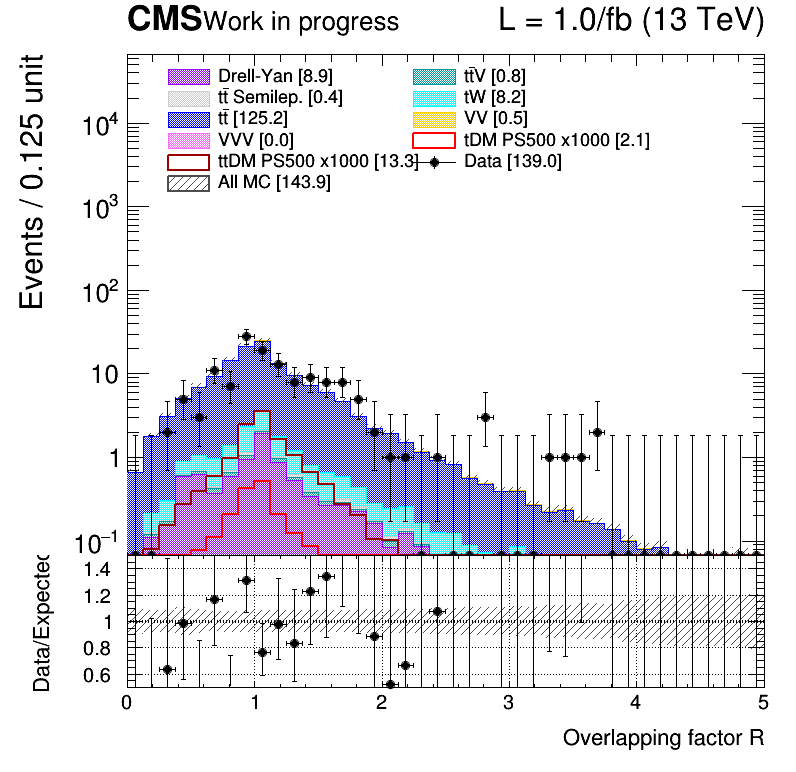 CMS Work in progress L = 1.0/fb (13 TeV)
Drell-Yan [8.9] tt̄V [0.8]
tt̄ Semilep. [0.4] tW [8.2]
tt̄ [125.2] VV [0.5]
VVV [0.0] tDM PS500 x1000 [2.1]
ttDM PS500 x1000 [13.3] Data [139.0]
All MC [143.9]
Events / 0.125 unit
10⁴
10³
10²
10
1
10⁻¹
Data/Expected
1.4
1.2
1
0.8
0.6
0 1 2 3 4 5
Overlapping factor R